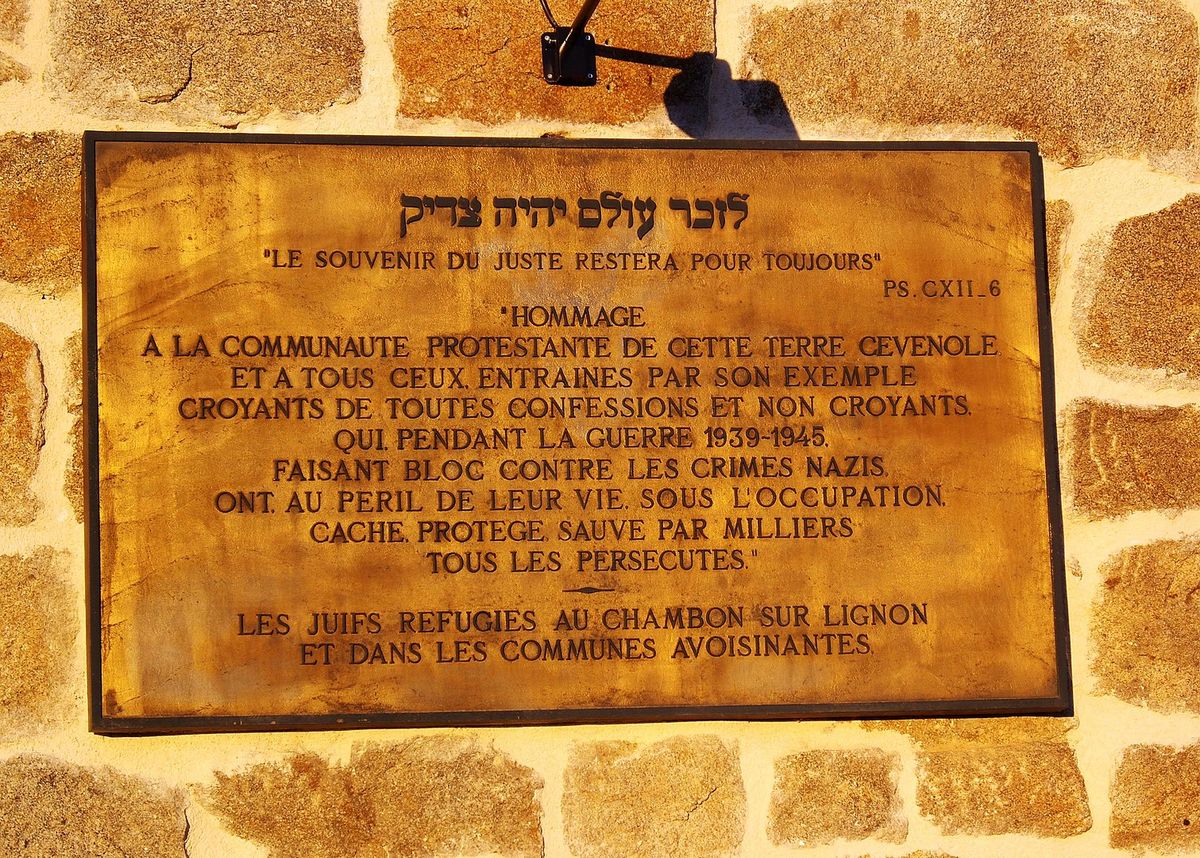 לזכר עולם יהיה צדיק
"LE SOUVENIR DU JUSTE RESTERA POUR TOUJOURS"
PS. CXII_6
"HOMMAGE
A LA COMMUNAUTE PROTESTANTE DE CETTE TERRE CEVENOLE
ET A TOUS CEUX, ENTRAINES PAR SON EXEMPLE
CROYANTS DE TOUTES CONFESSIONS ET NON CROYANTS,
QUI, PENDANT LA GUERRE 1939-1945,
FAISANT BLOC CONTRE LES CRIMES NAZIS,
ONT, AU PERIL DE LEUR VIE, SOUS L'OCCUPATION,
CACHE, PROTEGE, SAUVE PAR MILLIERS
TOUS LES PERSECUTES."
LES JUIFS REFUGIES AU CHAMBON SUR LIGNON
ET DANS LES COMMUNES AVOISINANTES.